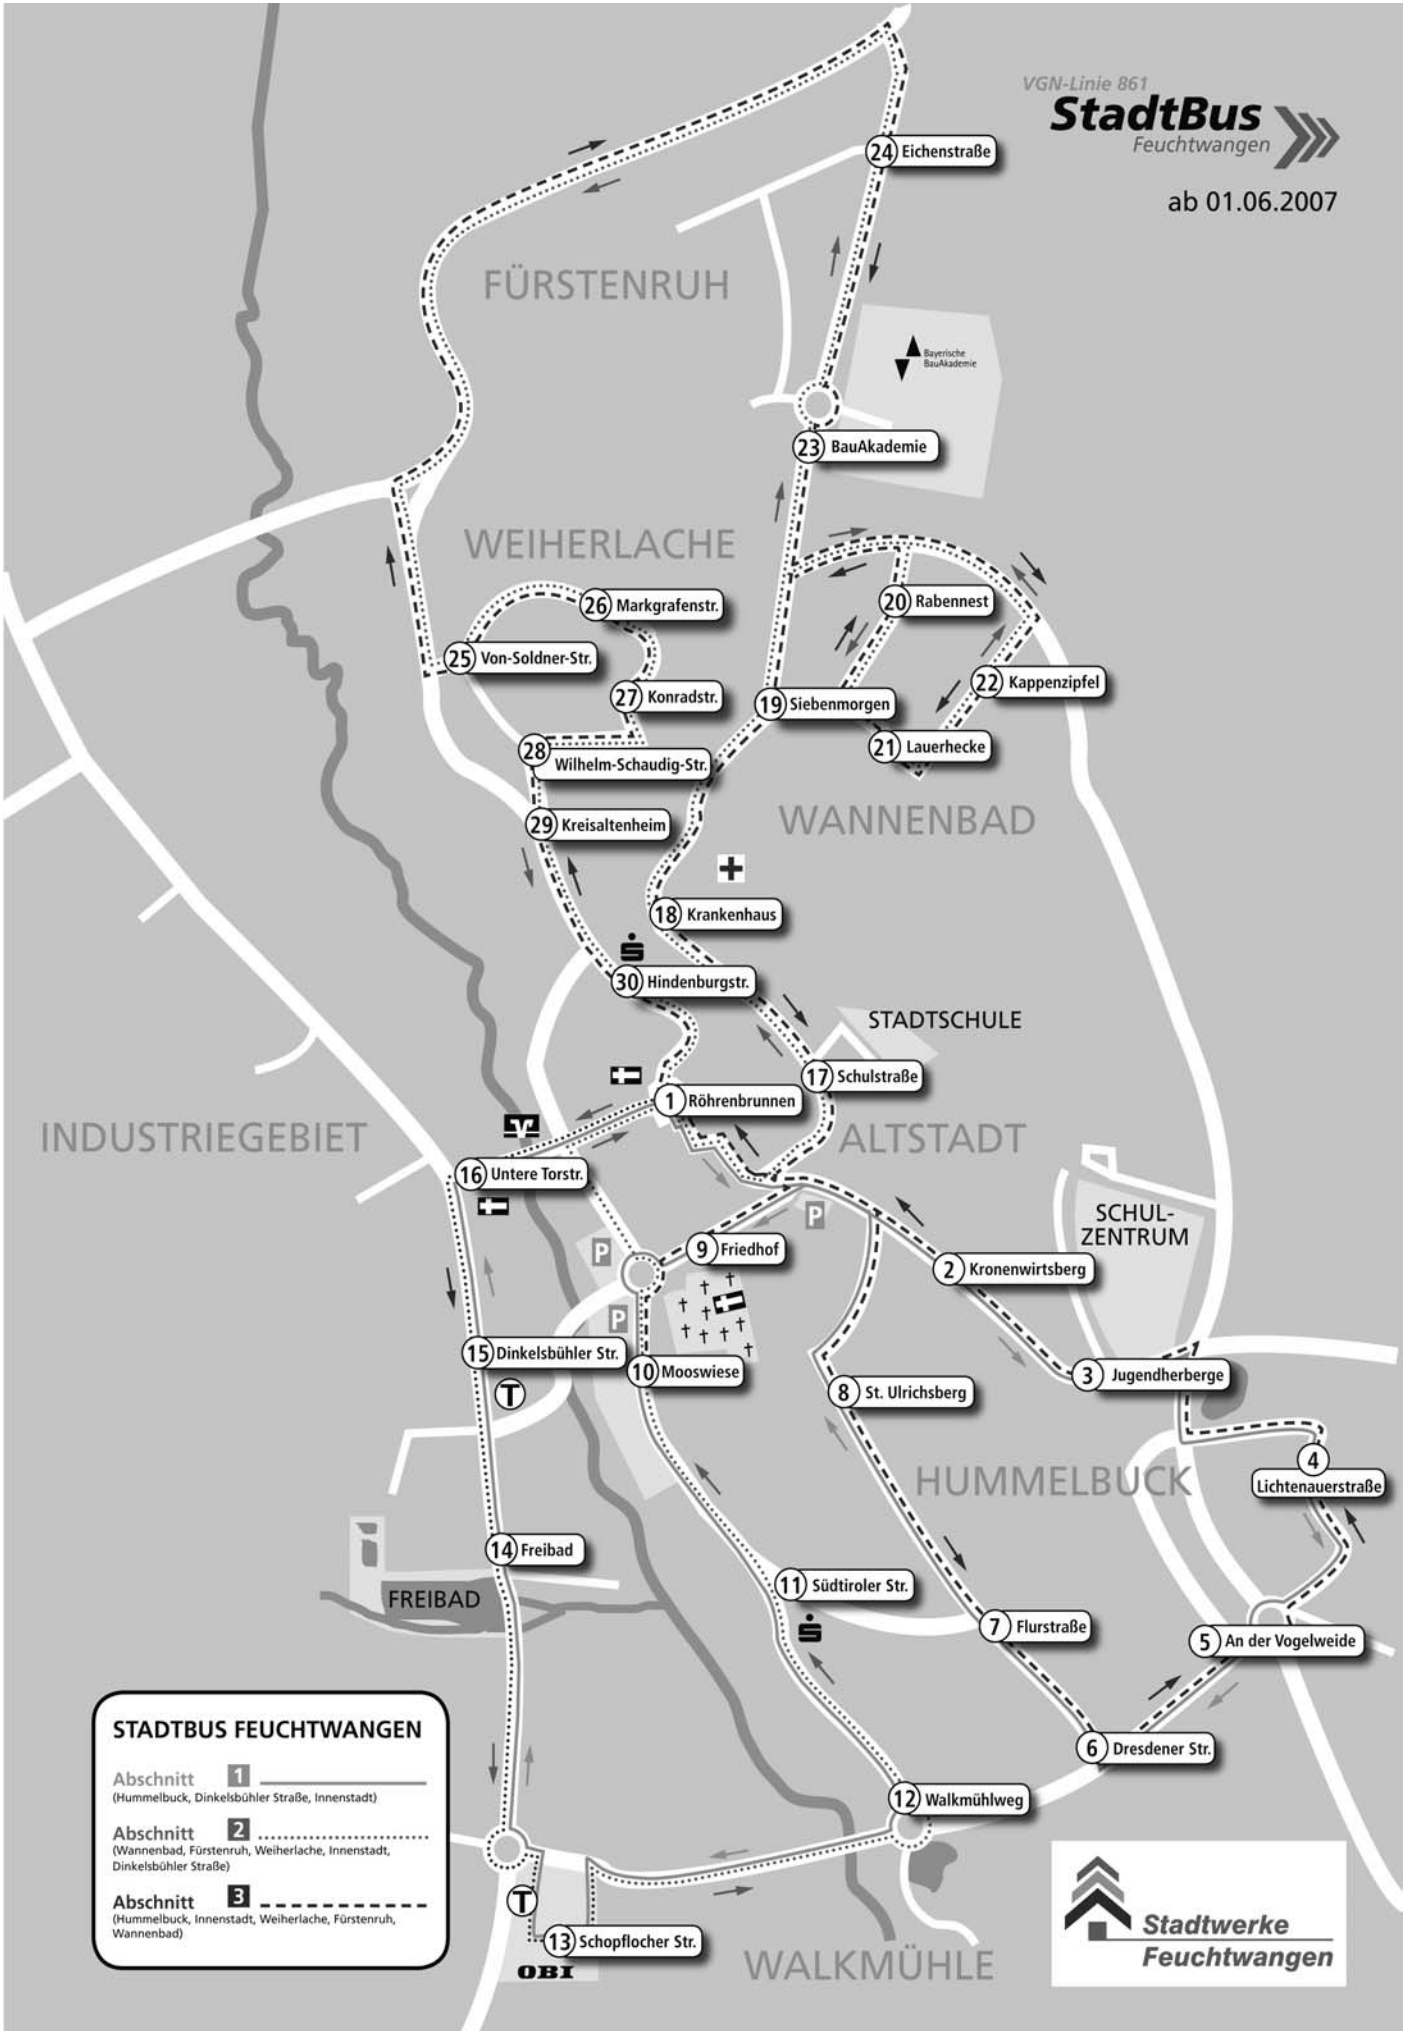 VGN-Linie 861
StadtBus
Feuchtwangen
ab 01.06.2007
24 Eichenstraße
FÜRSTENRUH
Bayerische
BauAkademie
23 BauAkademie
WEIHERLACHE
26 Markgrafenstr.
20 Rabennest
25 Von-Soldner-Str.
27 Konradstr.
22 Kappenzipfel
19 Siebenmorgen
28
Wilhelm-Schaudig-Str.
21 Lauerhecke
29 Kreisaltenheim
WANNENBAD
18 Krankenhaus
30 Hindenburgstr.
STADTSCHULE
17 Schulstraße
1 Röhrenbrunnen
INDUSTRIEGEBIET
ALTSTADT
16 Untere Torstr.
P
SCHUL-
ZENTRUM
P
9 Friedhof
2 Kronenwirtsberg
P
15 Dinkelsbühler Str.
10 Mooswiese
3 Jugendherberge
T
8 St. Ulrichsberg
HUMMELBUCK
4
Lichtenauerstraße
14 Freibad
FREIBAD
11 Südtiroler Str.
7 Flurstraße
5 An der Vogelweide
6 Dresdener Str.
12 Walkmühlweg
T
13 Schopflocher Str.
OBI
WALKMÜHLE
STADTBUS FEUCHTWANGEN
Abschnitt 1
(Hummelbuck, Dinkelsbühler Straße, Innenstadt)
Abschnitt 2
(Wannenbad, Fürstenruh, Weiherlache, Innenstadt,
Dinkelsbühler Straße)
Abschnitt 3
(Hummelbuck, Innenstadt, Weiherlache, Fürstenruh,
Wannenbad)
Stadtwerke
Feuchtwangen